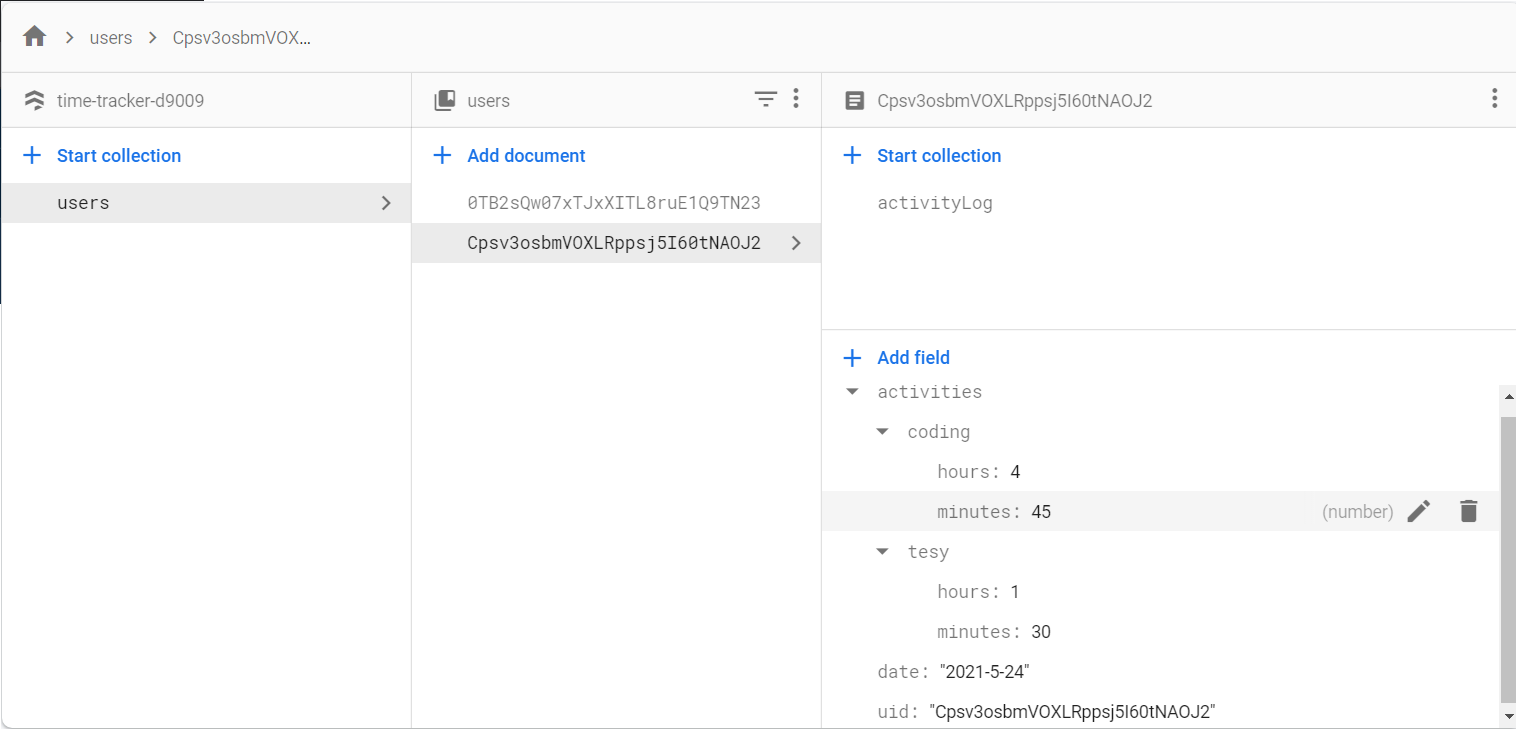 users
Cpsv3osbmVOX...
time-tracker-d9009
users
Cpsv3osbmVOXLRppsj5I60tNAOJ2
Start collection
Add document
Start collection
users
0TB2sQw07xTJxXITL8ruE1Q9TN23
activityLog
Cpsv3osbmVOXLRppsj5I60tNAOJ2
Add field
activities
coding
hours: 4
minutes: 45
(number)
tesy
hours: 1
minutes: 30
date: "2021-5-24"
uid: "Cpsv3osbmVOXLRppsj5I60tNAOJ2"